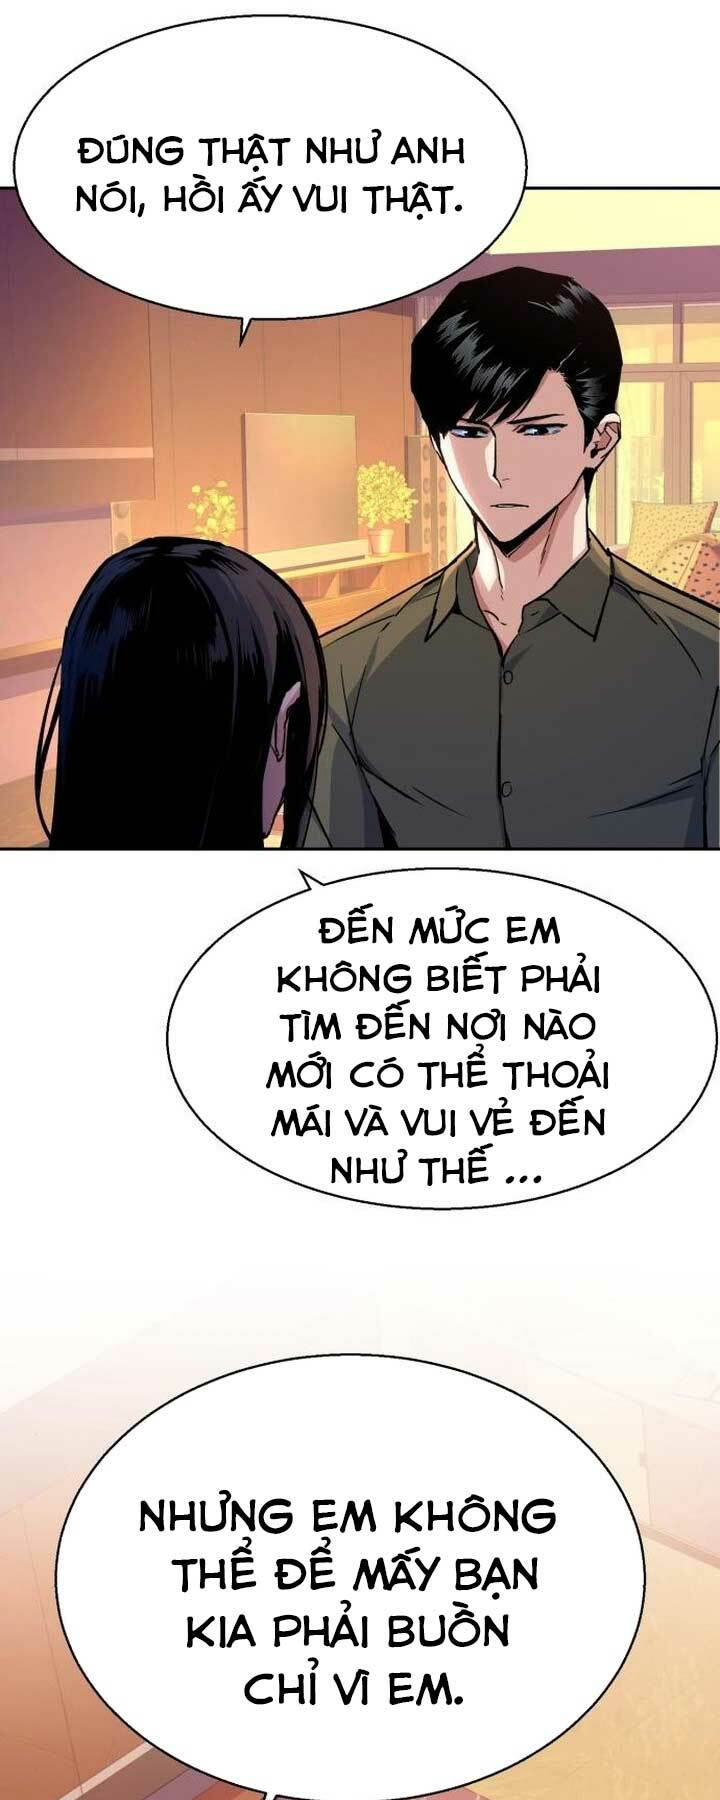 ĐÚNG THẬT NHƯ ANH
NÓI, HỒI ẤY VUI THẬT.
ĐẾN MỨC EM
KHÔNG BIẾT PHẢI
TÌM ĐẾN NƠI NÀO
MỚI CÓ THỂ THOẢI
MÁI VÀ VUI VẺ ĐẾN
NHƯ THẾ ...
NHƯNG EM KHÔNG
THỂ ĐỂ MẤY BẠN
KIA PHẢI BUỒN
CHỈ VÌ EM.